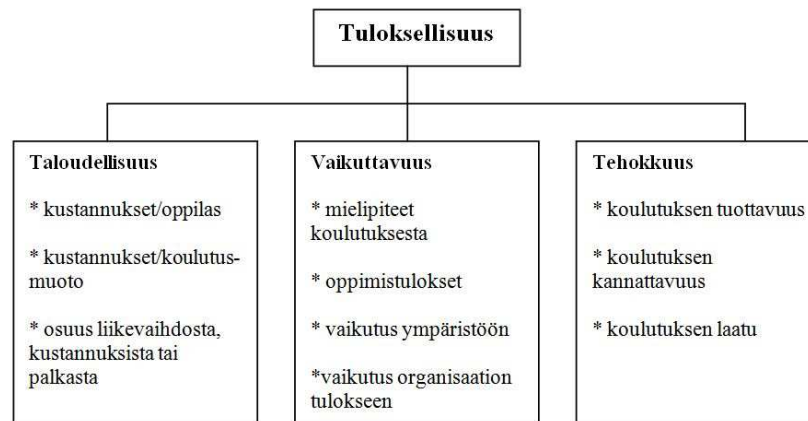 Tuloksellisuus
Taloudellisuus
* kustannukset/oppilas
* kustannukset/koulutus-
muoto
* osuus liikevaihdosta,
kustannuksista tai
palkasta
Vaikuttavuus
* mielipiteet
koulutuksesta
* oppimistulokset
* vaikutus ympäristöön
*vaikutus organisaation
tulokseen
Tehokkuus
* koulutuksen tuottavuus
* koulutuksen
kannattavuus
* koulutuksen laatu